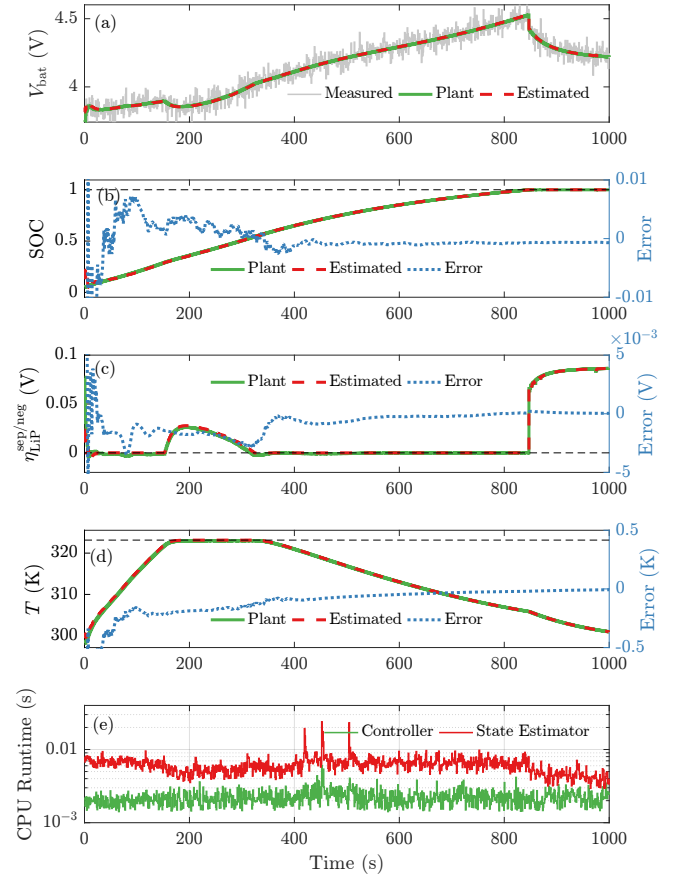 4.5
(a)
V_bat (V)
4
Measured Plant Estimated
0 200 400 600 800 1000
1
(b)
0.01
SOC
0.5
0
Error
Plant Estimated Error
0
-0.01
0 200 400 600 800 1000
×10^-3
0.1
(c)
5
Plant Estimated Error
η_LiP^sep/neg (V)
0.05
0
Error (V)
0
-5
0 200 400 600 800 1000
0.5
320
(d)
T (K)
310
0
Error (K)
Plant Estimated Error
300
-0.5
0 200 400 600 800 1000
CPU Runtime (s)
(e)
Controller State Estimator
0.01
10^-3
0 200 400 600 800 1000
Time (s)